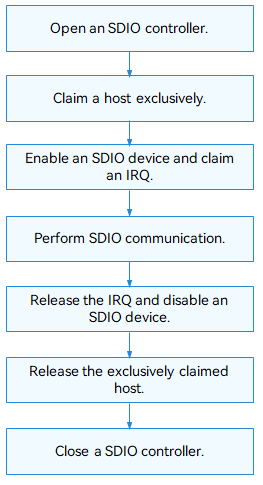 Open an SDIO controller.
Claim a host exclusively.
Enable an SDIO device and claim
an IRQ.
Perform SDIO communication.
Release the IRQ and disable an
SDIO device.
Release the exclusively claimed
host.
Close a SDIO controller.